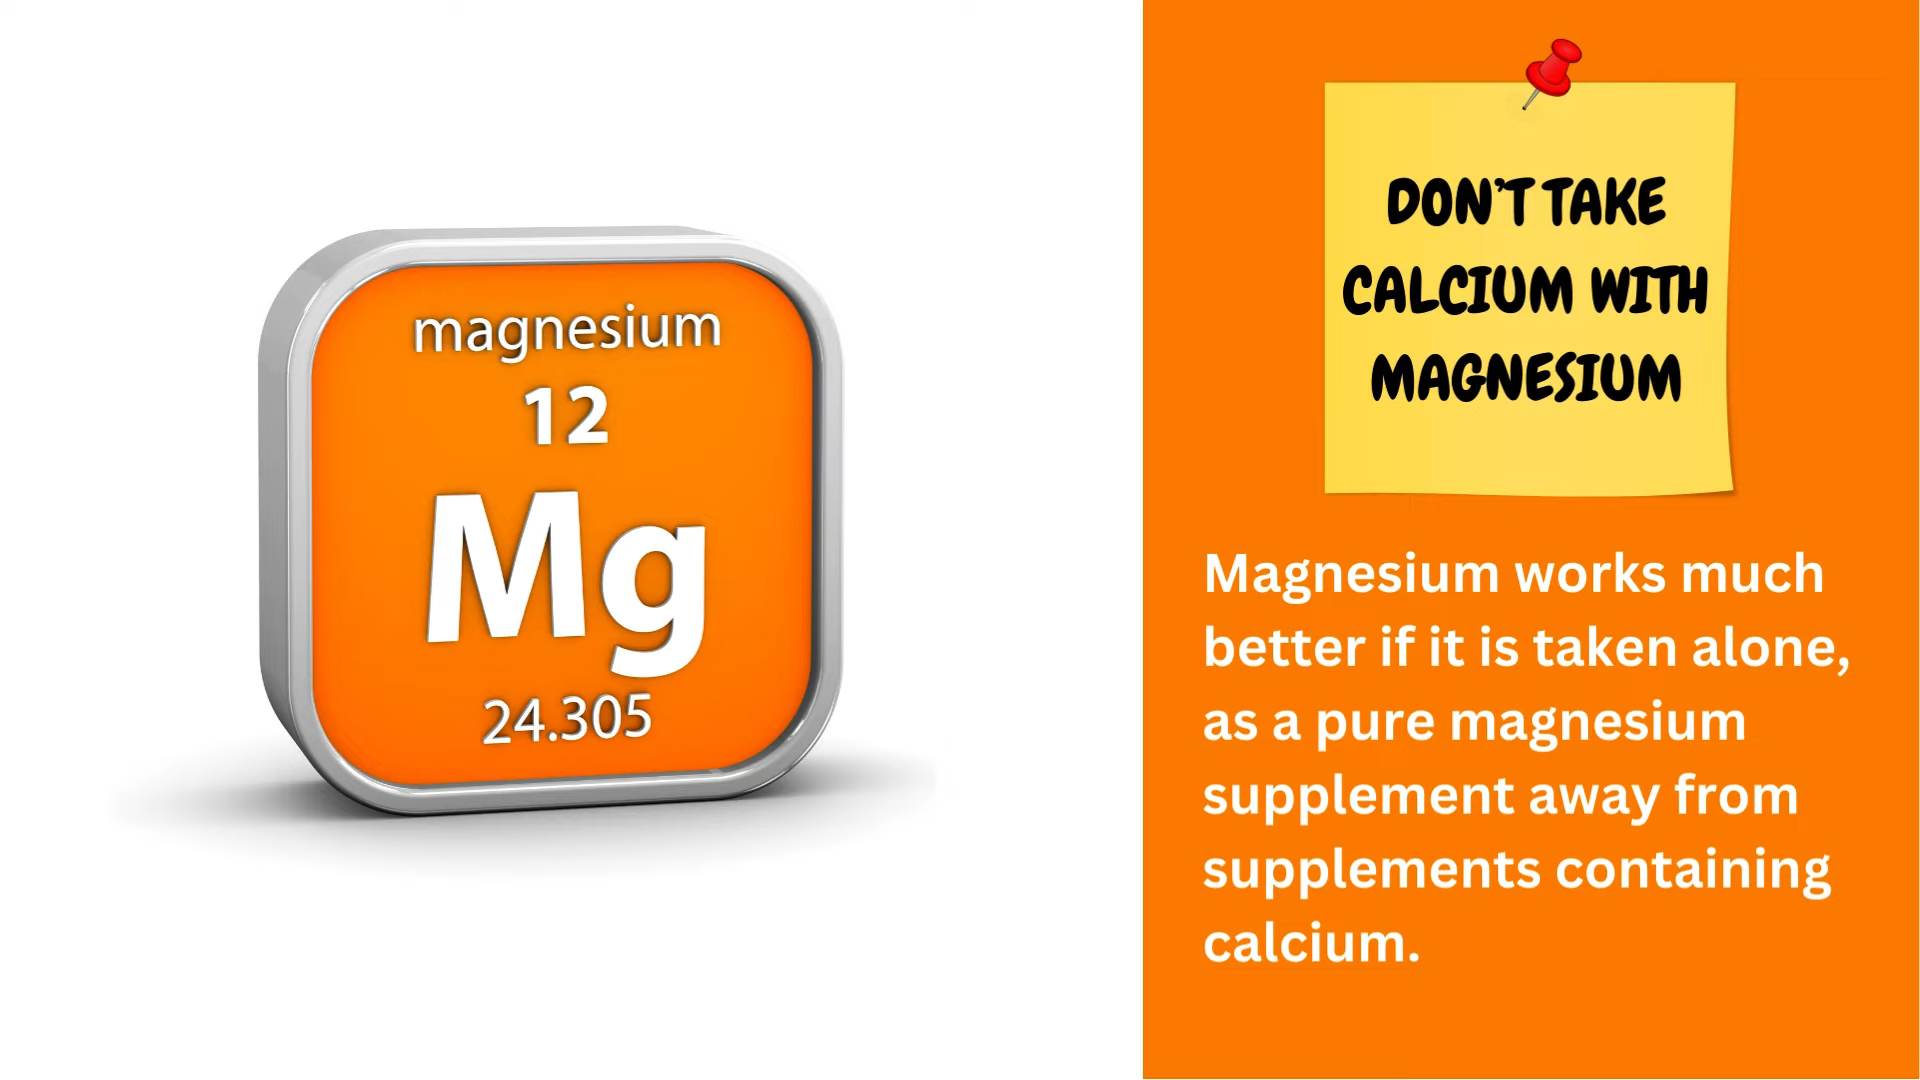 magnesium
12
Mg
24.305
DON'T TAKE
CALCIUM WITH
MAGNESIUM
Magnesium works much
better if it is taken alone,
as a pure magnesium
supplement away from
supplements containing
calcium.